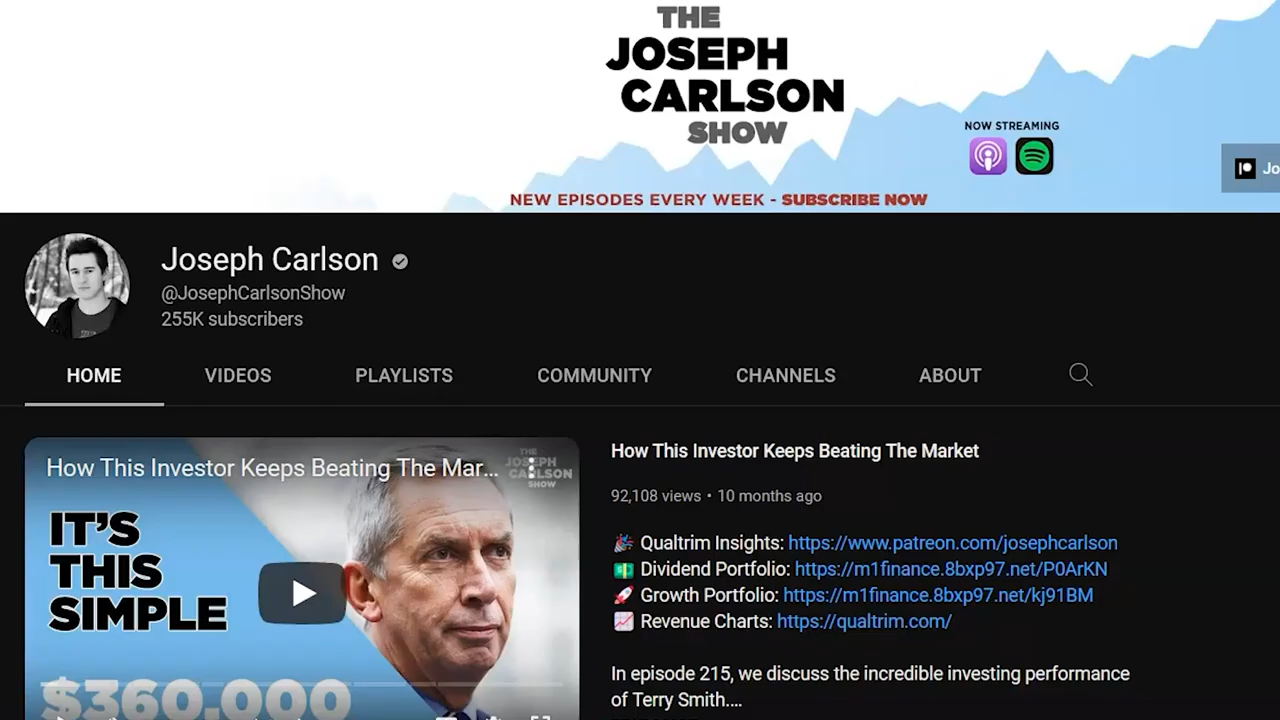 THE
JOSEPH
CARLSON
SHOW
NOW STREAMING
Jo
NEW EPISODES EVERY WEEK - SUBSCRIBE NOW
Joseph Carlson
@JosephCarlsonShow
255K subscribers
HOME VIDEOS PLAYLISTS COMMUNITY CHANNELS ABOUT
How This Investor Keeps Beating The Mar...
THE
JOSEPH
CARLSON
SHOW
IT'S
THIS
SIMPLE
$360,000
How This Investor Keeps Beating The Market
92,108 views • 10 months ago
Qualtrim Insights: https://www.patreon.com/josephcarlson
Dividend Portfolio: https://m1finance.8bxp97.net/P0ArKN
Growth Portfolio: https://m1finance.8bxp97.net/kj91BM
Revenue Charts: https://qualtrim.com/
In episode 215, we discuss the incredible investing performance
of Terry Smith....